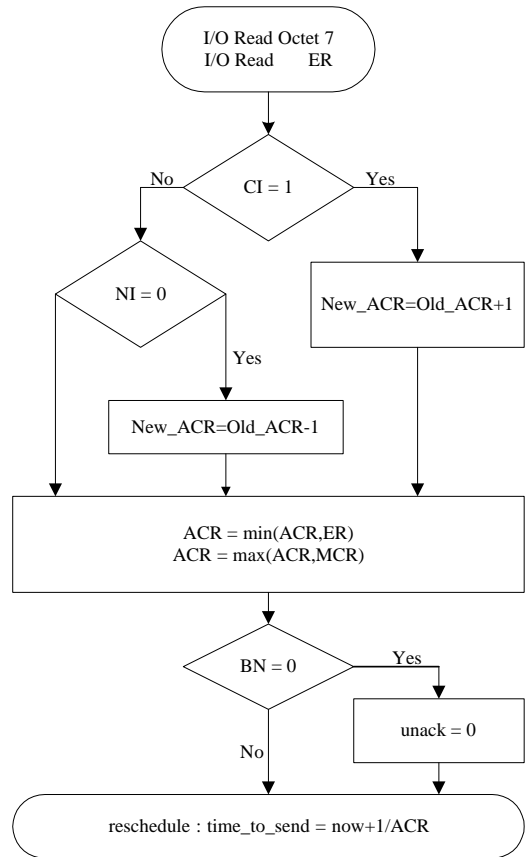 I/O Read Octet 7
I/O Read ER
CI = 1
No
Yes
NI = 0
New_ACR=Old_ACR+1
Yes
New_ACR=Old_ACR-1
ACR = min(ACR,ER)
ACR = max(ACR,MCR)
BN = 0
Yes
unack = 0
No
reschedule : time_to_send = now+1/ACR